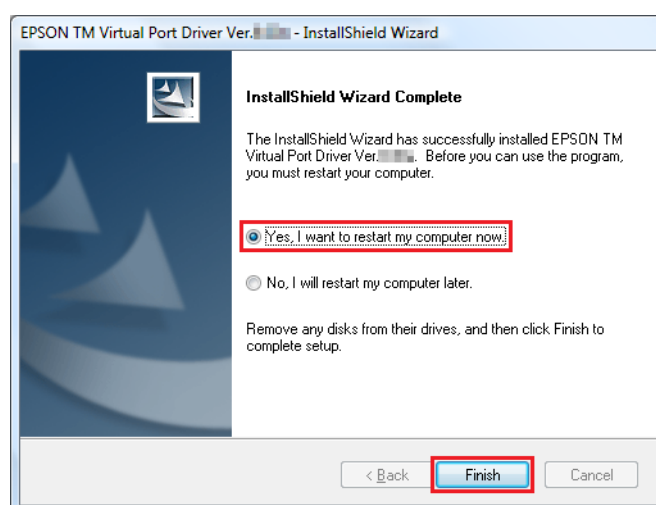 EPSON TM Virtual Port Driver Ver. - InstallShield Wizard
InstallShield Wizard Complete
The InstallShield Wizard has successfully installed EPSON TM
Virtual Port Driver Ver. . Before you can use the program,
you must restart your computer.
Yes, I want to restart my computer now.
No, I will restart my computer later.
Remove any disks from their drives, and then click Finish to
complete setup.
< Back Finish Cancel